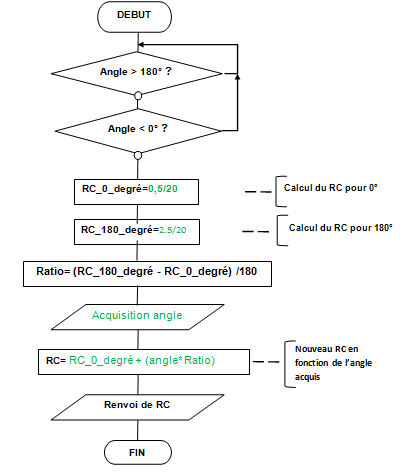 DEBUT
Angle > 180° ?
Angle < 0° ?
RC_0_degré=0,5/20
Calcul du RC pour 0°
RC_180_degré=2.5/20
Calcul du RC pour 180°
Ratio= (RC_180_degré - RC_0_degré) /180
Acquisition angle
RC= RC_0_degré + (angle*Ratio)
Nouveau RC en
fonction de l'angle
acquis
Renvoi de RC
FIN